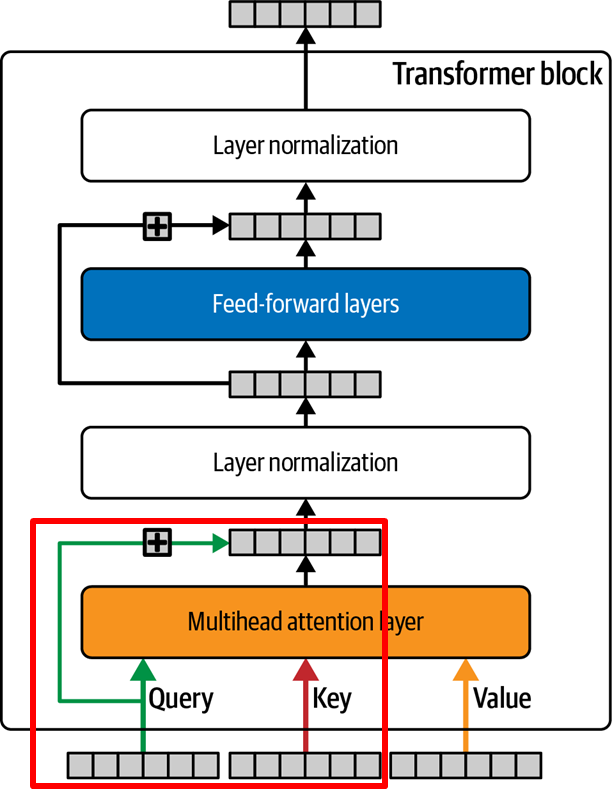 Transformer block
Layer normalization
Feed-forward layers
Layer normalization
Multihead attention layer
Query Key Value